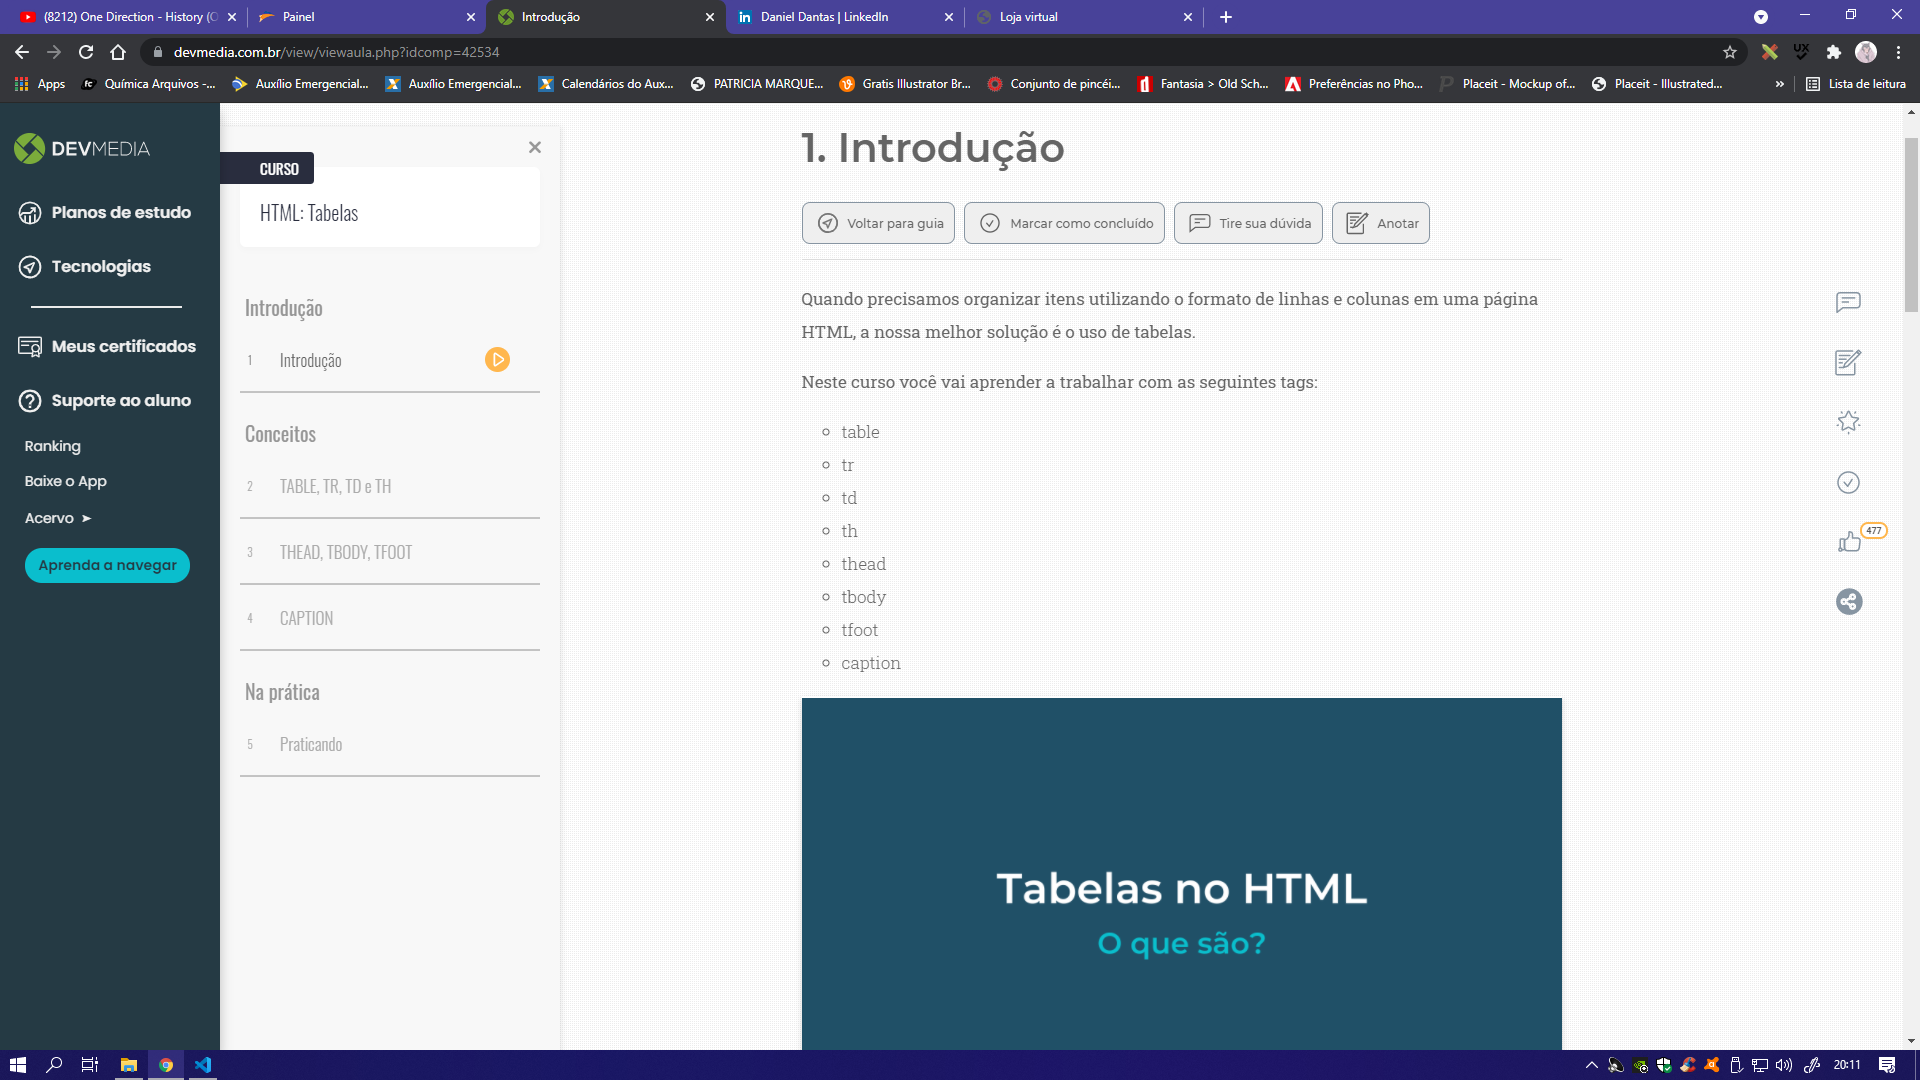 (8212) One Direction - History (O
Painel
Introdução
Daniel Dantas | LinkedIn
Loja virtual
devmedia.com.br/view/viewaula.php?idcomp=42534
Apps
Química Arquivos -...
Auxílio Emergencial...
Auxílio Emergencial...
Calendários do Aux...
PATRICIA MARQUE...
Gratis Illustrator Br...
Conjunto de pincéi...
Fantasia > Old Sch...
Preferências no Pho...
Placeit - Mockup of...
Placeit - Illustrated...
»
Lista de leitura
DEVMEDIA
Planos de estudo
Tecnologias
Meus certificados
Suporte ao aluno
Ranking
Baixe o App
Acervo ➤
Aprenda a navegar
CURSO
HTML: Tabelas
Introdução
1 Introdução
Conceitos
2 TABLE, TR, TD e TH
3 THEAD, TBODY, TFOOT
4 CAPTION
Na prática
5 Praticando
1. Introdução
Voltar para guia
Marcar como concluído
Tire sua dúvida
Anotar
Quando precisamos organizar itens utilizando o formato de linhas e colunas em uma página
HTML, a nossa melhor solução é o uso de tabelas.
Neste curso você vai aprender a trabalhar com as seguintes tags:
table
tr
td
th
thead
tbody
tfoot
caption
Tabelas no HTML
O que são?
477
20:11